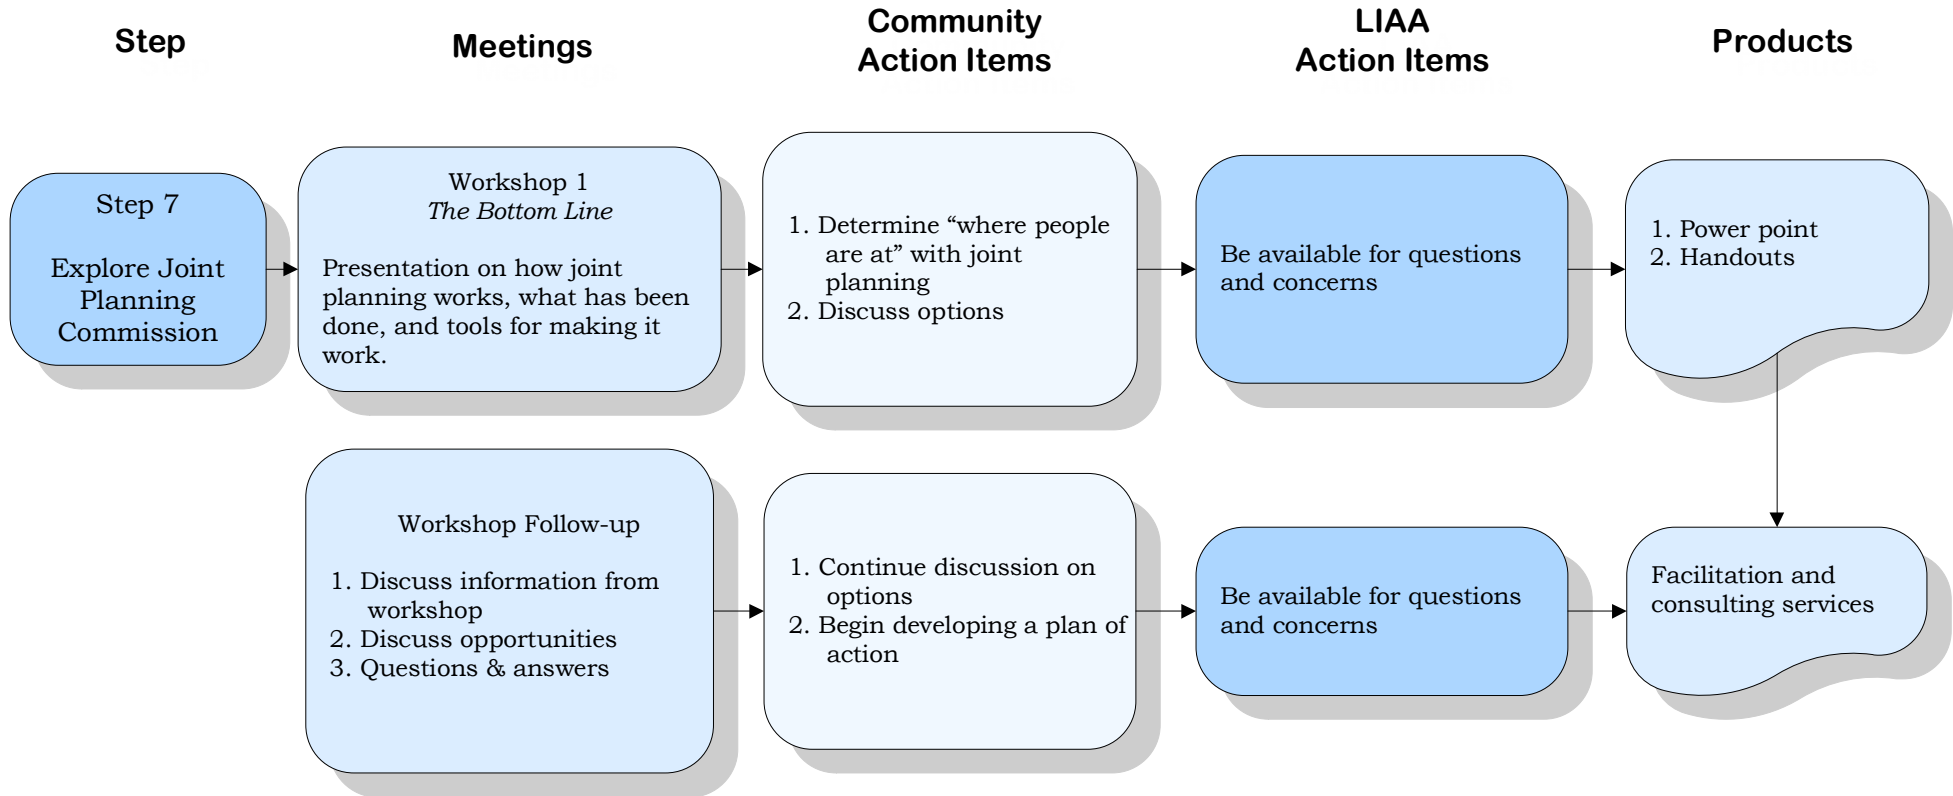 Step
Meetings
Community
Action Items
LIAA
Action Items
Products
Step 7
Explore Joint
Planning
Commission
Workshop 1
The Bottom Line
Presentation on how joint
planning works, what has been
done, and tools for making it
work.
1. Determine “where people
are at” with joint
planning
2. Discuss options
Be available for questions
and concerns
1. Power point
2. Handouts
Workshop Follow-up
1. Discuss information from
workshop
2. Discuss opportunities
3. Questions & answers
1. Continue discussion on
options
2. Begin developing a plan of
action
Be available for questions
and concerns
Facilitation and
consulting services